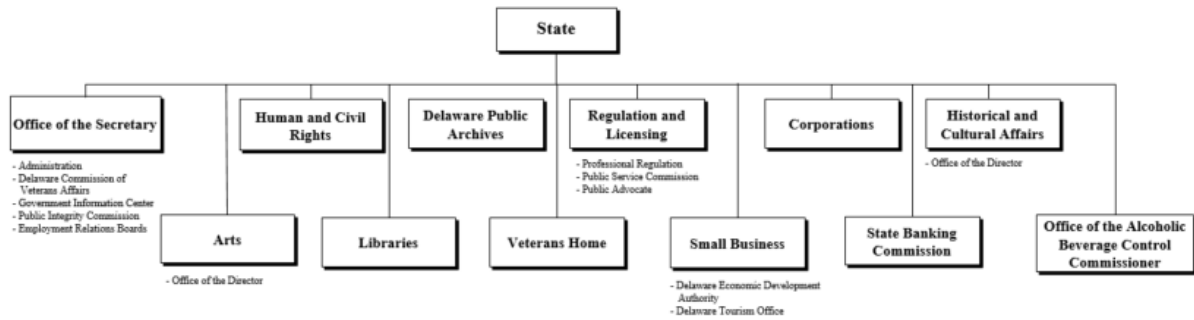 State
Office of the Secretary
- Administration
- Delaware Commission of
Veterans Affairs
- Government Information Center
- Public Integrity Commission
- Employment Relations Boards
Human and Civil
Rights
Delaware Public
Archives
Regulation and
Licensing
- Professional Regulation
- Public Service Commission
- Public Advocate
Corporations
Historical and
Cultural Affairs
- Office of the Director
Arts
- Office of the Director
Libraries
Veterans Home
Small Business
- Delaware Economic Development
Authority
- Delaware Tourism Office
State Banking
Commission
Office of the Alcoholic
Beverage Control
Commissioner